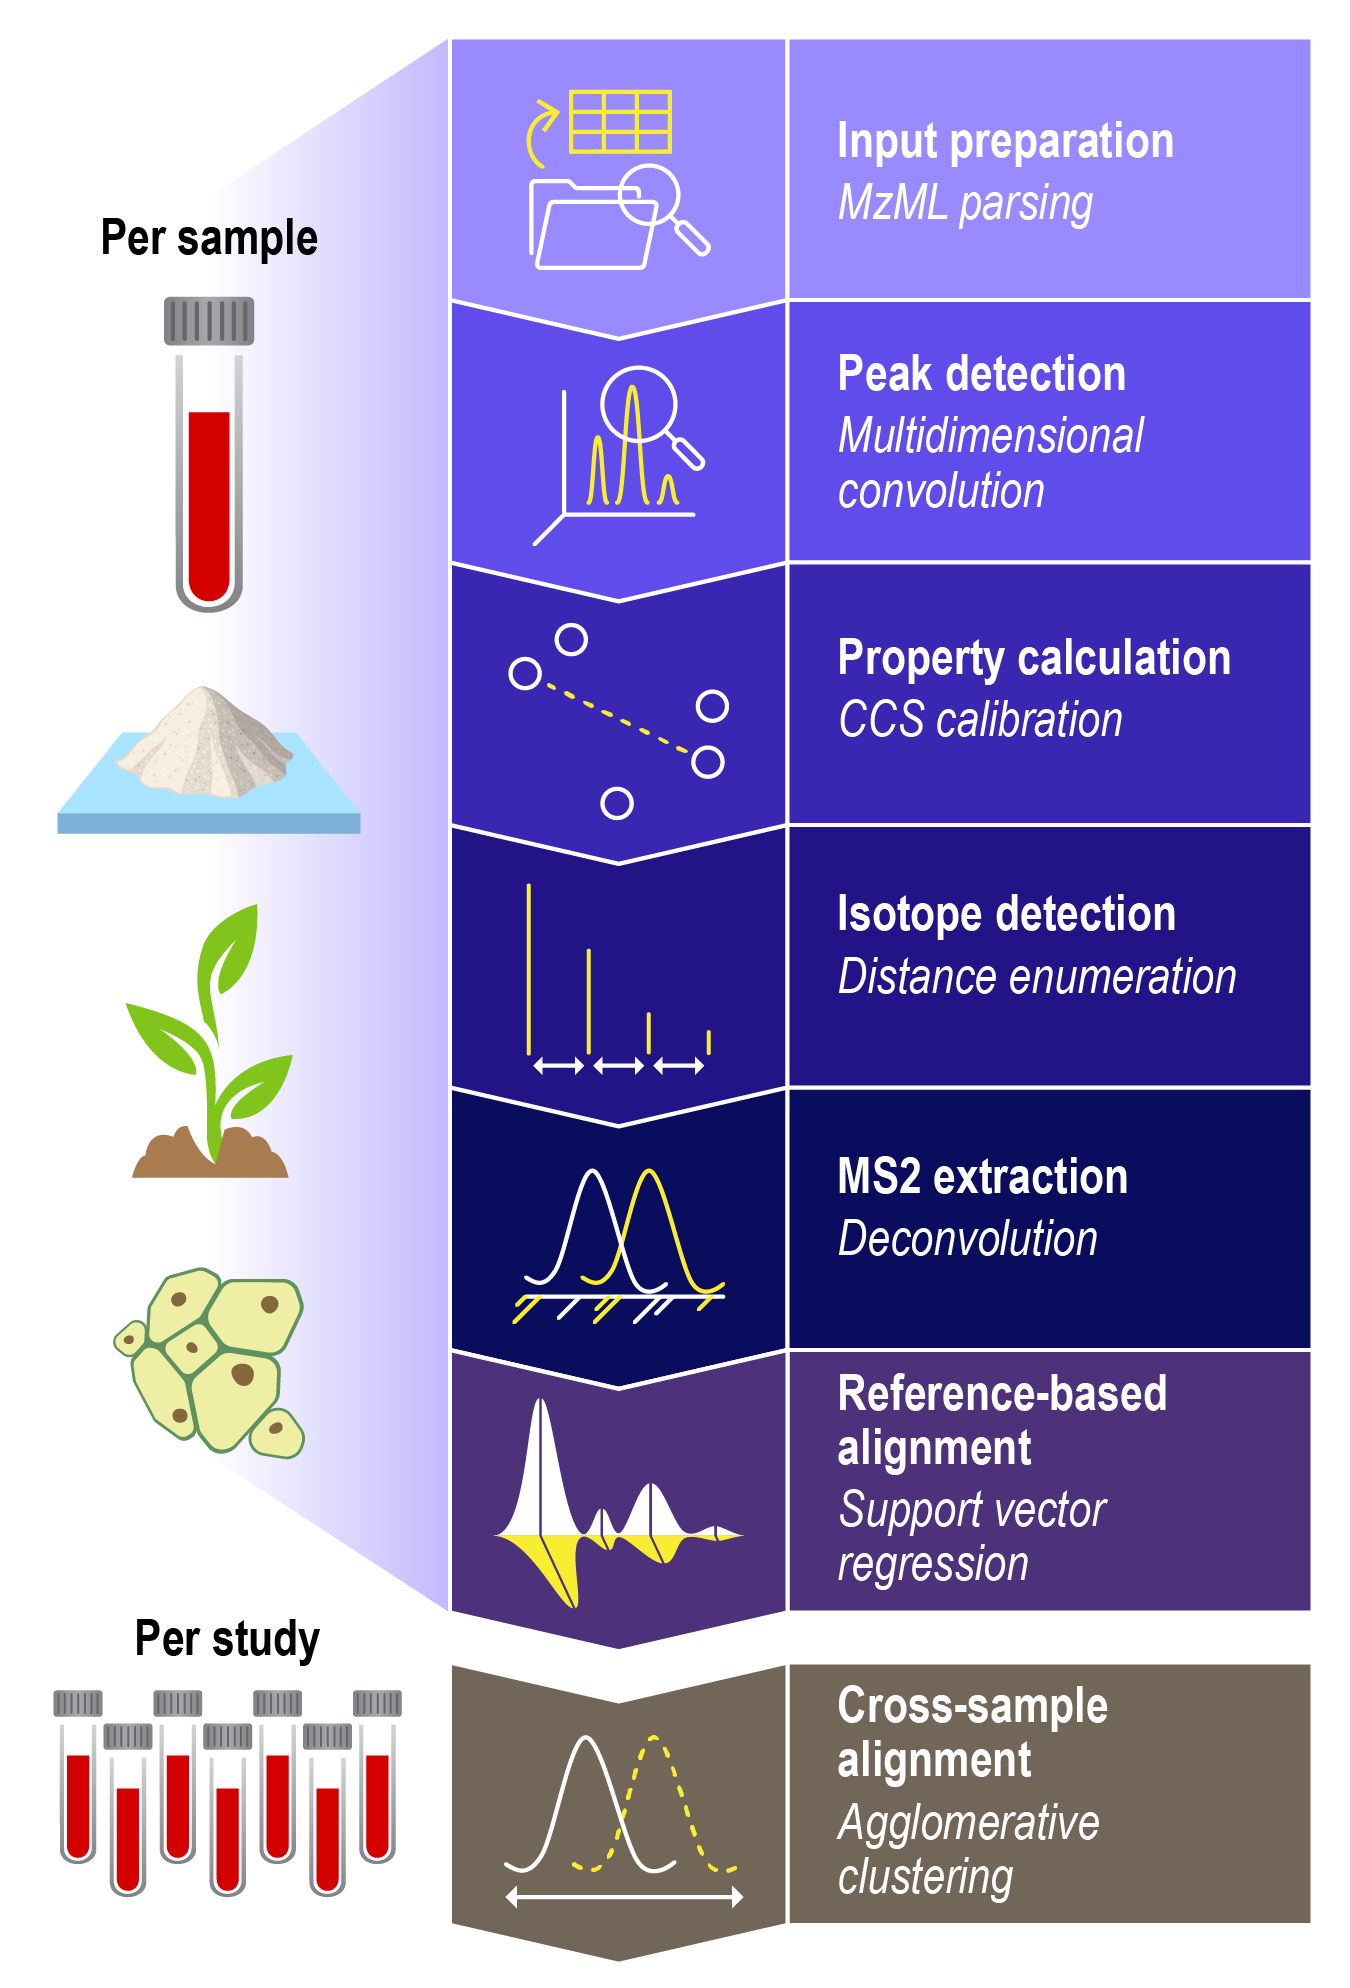 Per sample
Input preparation
MzML parsing
Peak detection
Multidimensional
convolution
Property calculation
CCS calibration
Isotope detection
Distance enumeration
MS2 extraction
Deconvolution
Reference-based
alignment
Support vector
regression
Per study
Cross-sample
alignment
Agglomerative
clustering